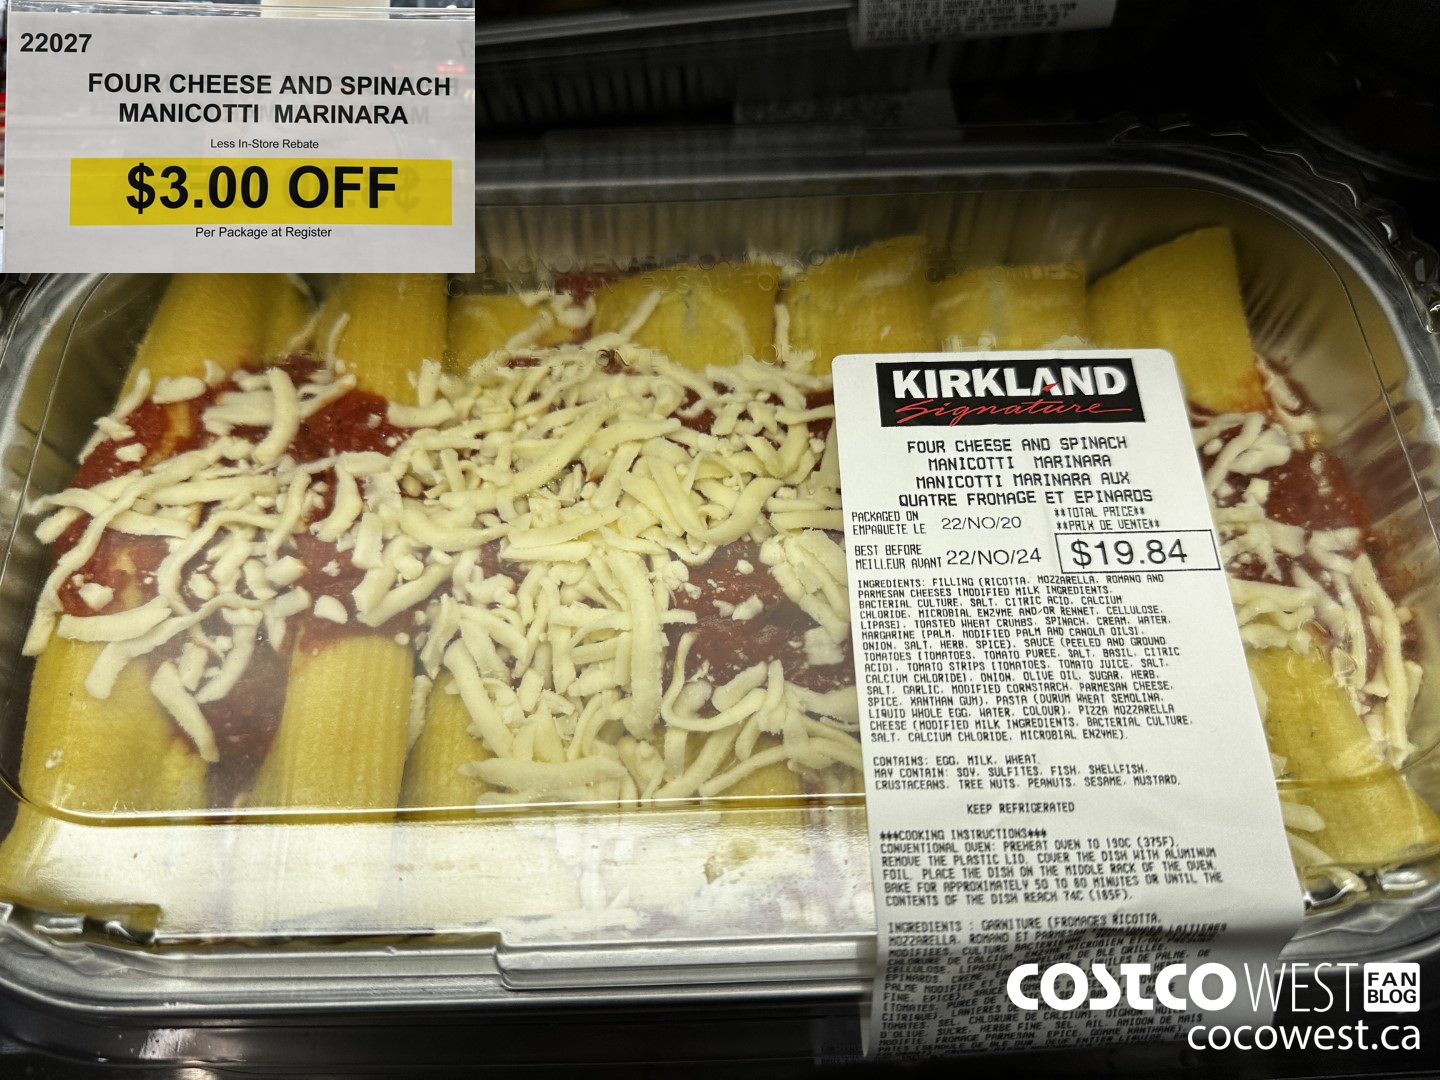 22027
FOUR CHEESE AND SPINACH
MANICOTTI MARINARA
Less In-Store Rebate
$3.00 OFF
Per Package at Register
KIRKLAND
Signature
FOUR CHEESE AND SPINACH
MANICOTTI MARINARA
MANICOTTI MARINARA AUX
QUATRE FROMAGE ET EPINARDS
PACKAGED ON
EMPAQUETE LE 22/NO/20
**TOTAL PRICE**
**PRIX DE VENTE**
BEST BEFORE
MEILLEUR AVANT 22/NO/24
$19.84
INGREDIENTS: FILLING (RICOTTA, MOZZARELLA, ROMANO AND
PARMESAN CHEESES [MODIFIED MILK INGREDIENTS,
BACTERIAL CULTURE, SALT, CITRIC ACID, CALCIUM
CHLORIDE, MICROBIAL ENZYME AND/OR RENNET, CELLULOSE,
LIPASE], TOASTED WHEAT CRUMBS, SPINACH, CREAM, WATER,
MARGARINE [PALM, MODIFIED PALM AND CANOLA OILS],
ONION, SALT, HERB, SPICE), SAUCE (PEELED AND GROUND
TOMATOES [TOMATOES, TOMATO PUREE, SALT, BASIL, CITRIC
ACID], TOMATO STRIPS [TOMATOES, TOMATO JUICE, SALT,
CALCIUM CHLORIDE], ONION, OLIVE OIL, SUGAR, HERB,
SALT, GARLIC, MODIFIED CORNSTARCH, PARMESAN CHEESE,
SPICE, XANTHAN GUM), PASTA (DURUM WHEAT SEMOLINA,
LIQUID WHOLE EGG, WATER, COLOUR), PIZZA MOZZARELLA
CHEESE (MODIFIED MILK INGREDIENTS, BACTERIAL CULTURE,
SALT, CALCIUM CHLORIDE, MICROBIAL ENZYME).
CONTAINS: EGG, MILK, WHEAT.
MAY CONTAIN: SOY, SULFITES, FISH, SHELLFISH,
CRUSTACEANS, TREE NUTS, PEANUTS, SESAME, MUSTARD.
KEEP REFRIGERATED
***COOKING INSTRUCTIONS***
CONVENTIONAL OVEN: PREHEAT OVEN TO 190C (375F).
REMOVE THE PLASTIC LID. COVER THE DISH WITH ALUMINUM
FOIL. PLACE THE DISH ON THE MIDDLE RACK OF THE OVEN.
BAKE FOR APPROXIMATELY 50 TO 60 MINUTES OR UNTIL THE
CONTENTS OF THE DISH REACH 74C (165F).
INGREDIENTS : GARNITURE (FROMAGES RICOTTA,
MOZZARELLA, ROMANO ET PARMESAN
COSTCO WEST FAN BLOG
cocowest.ca